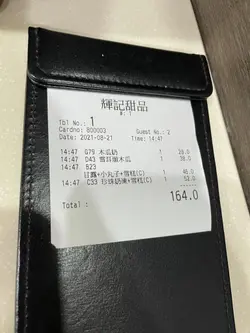 輝記甜品
Tbl No.: 1
Cardno: 800003 Guest No.: 2
Date: 2021-08-21 Time: 14:47
14:47 G79 木瓜奶 1 28.0
14:47 D43 雪耳燉木瓜 1 38.0
14:47 B23
甘露+小丸子+雪糕(C) 1 46.0
14:47 C33 珍珠奶凍+雪糕(C) 1 52.0
Total: 164.0